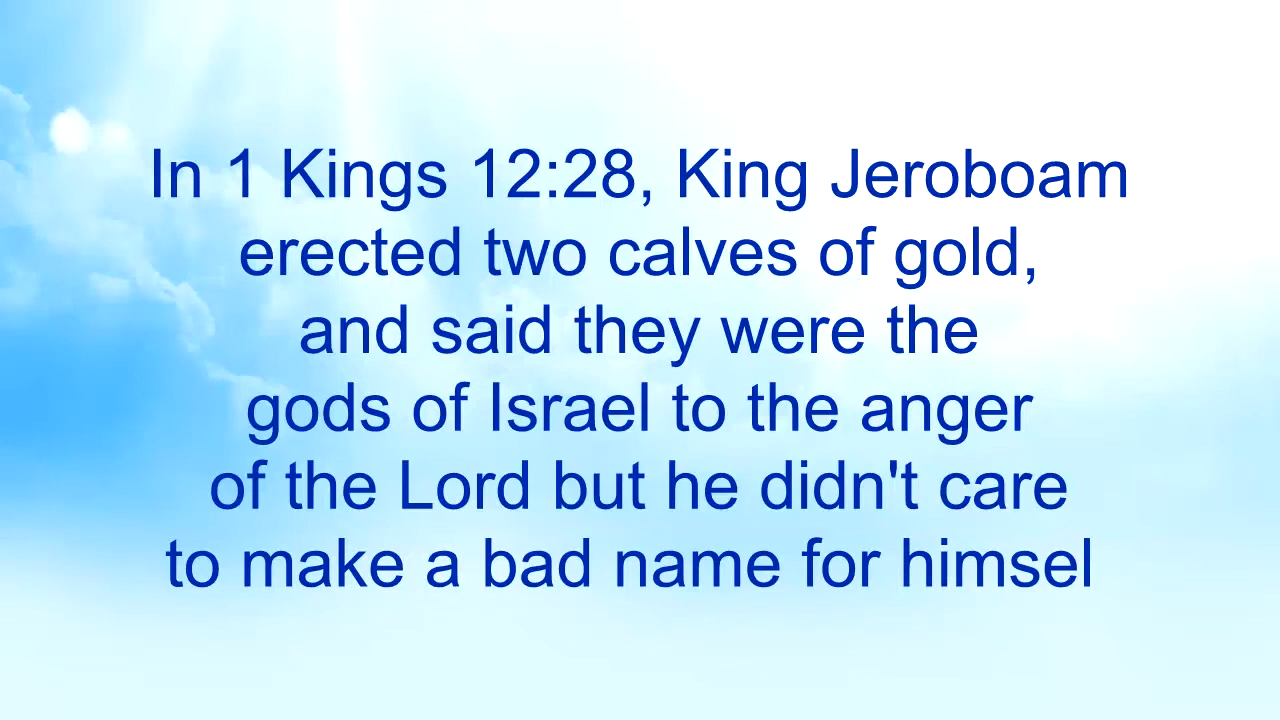 In 1 Kings 12:28, King Jeroboam
erected two calves of gold,
and said they were the
gods of Israel to the anger
of the Lord but he didn't care
to make a bad name for himsel